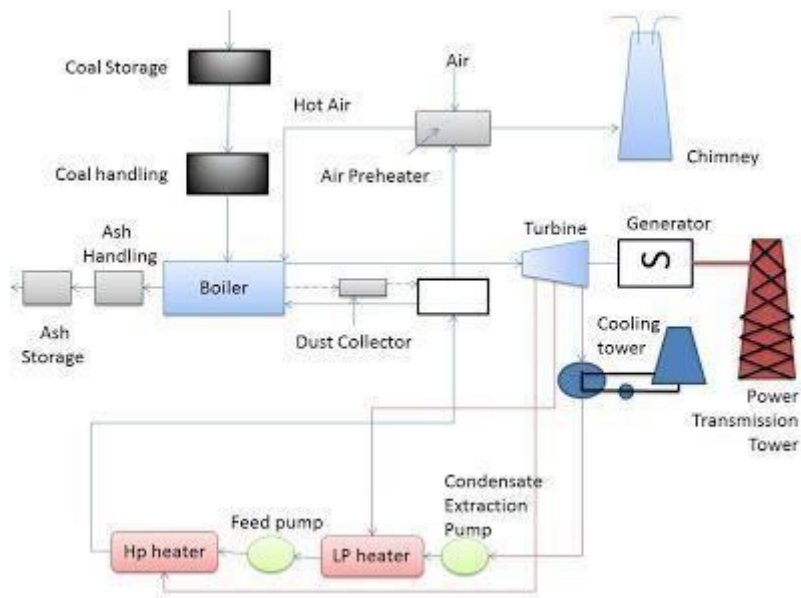 Coal Storage
Air
Hot Air
Coal handling
Air Preheater
Chimney
Ash
Handling
Turbine
Generator
Boiler
Ash
Storage
Dust Collector
Cooling
tower
Power
Transmission
Tower
Condensate
Extraction
Pump
Feed pump
Hp heater
LP heater